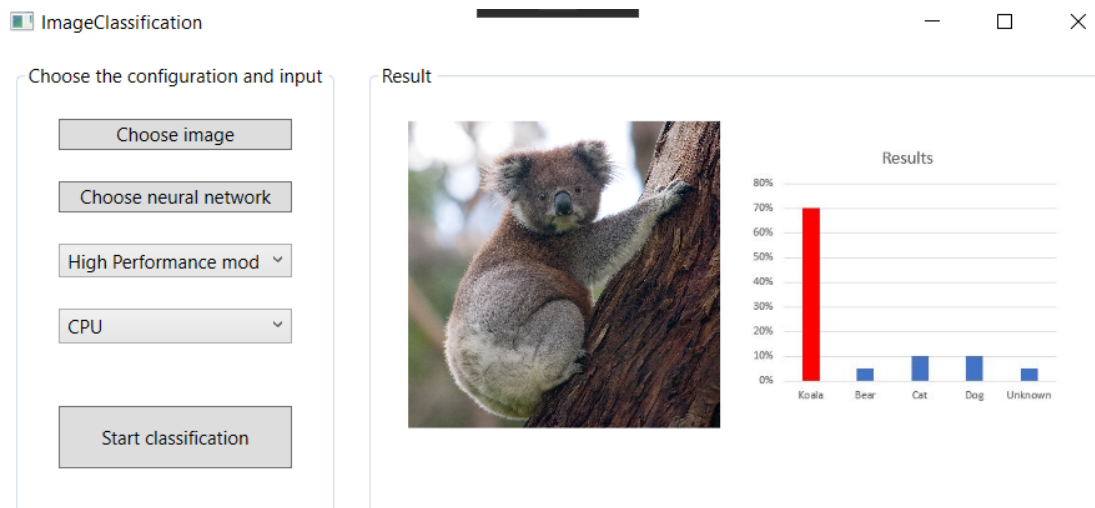 ImageClassification
Choose the configuration and input
Choose image
Choose neural network
High Performance mod
CPU
Start classification
Result
Results
80%
70%
60%
50%
40%
30%
20%
10%
0%
Koala Bear Cat Dog Unknown